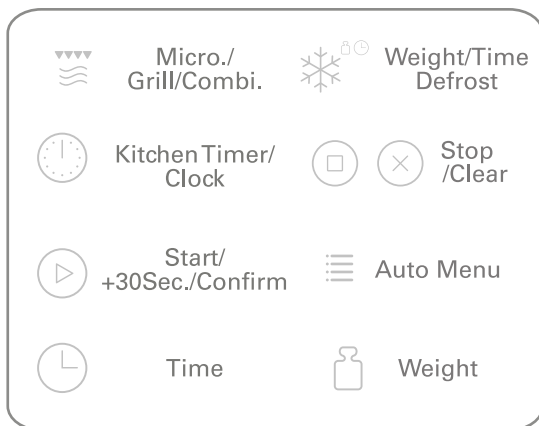 Micro./
Grill/Combi.
Weight/Time
Defrost
Kitchen Timer/
Clock
Stop
/Clear
Start/
+30Sec./Confirm
Auto Menu
Time
Weight